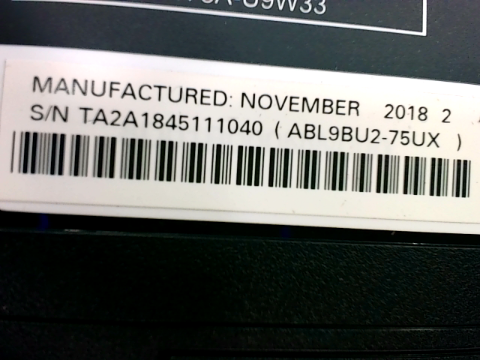 MANUFACTURED: NOVEMBER 2018 2
S/N TA2A1845111040 ( ABL9BU2-75UX )